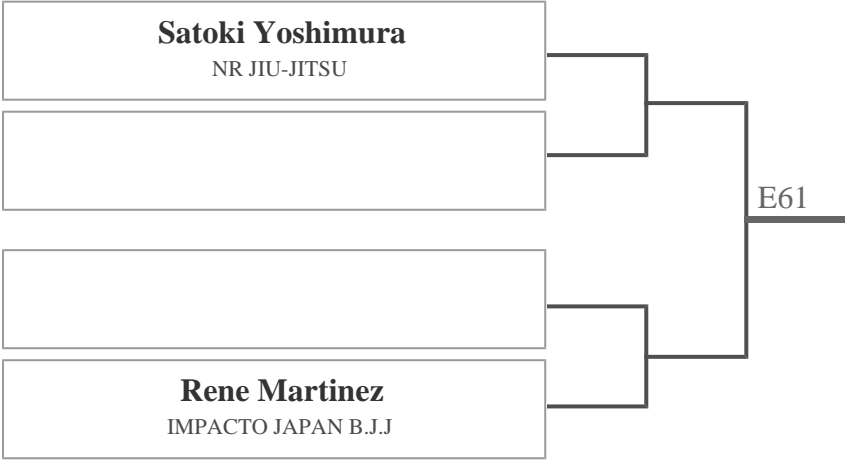 Satoki Yoshimura
NR JIU-JITSU
E61
Rene Martinez
IMPACTO JAPAN B.J.J